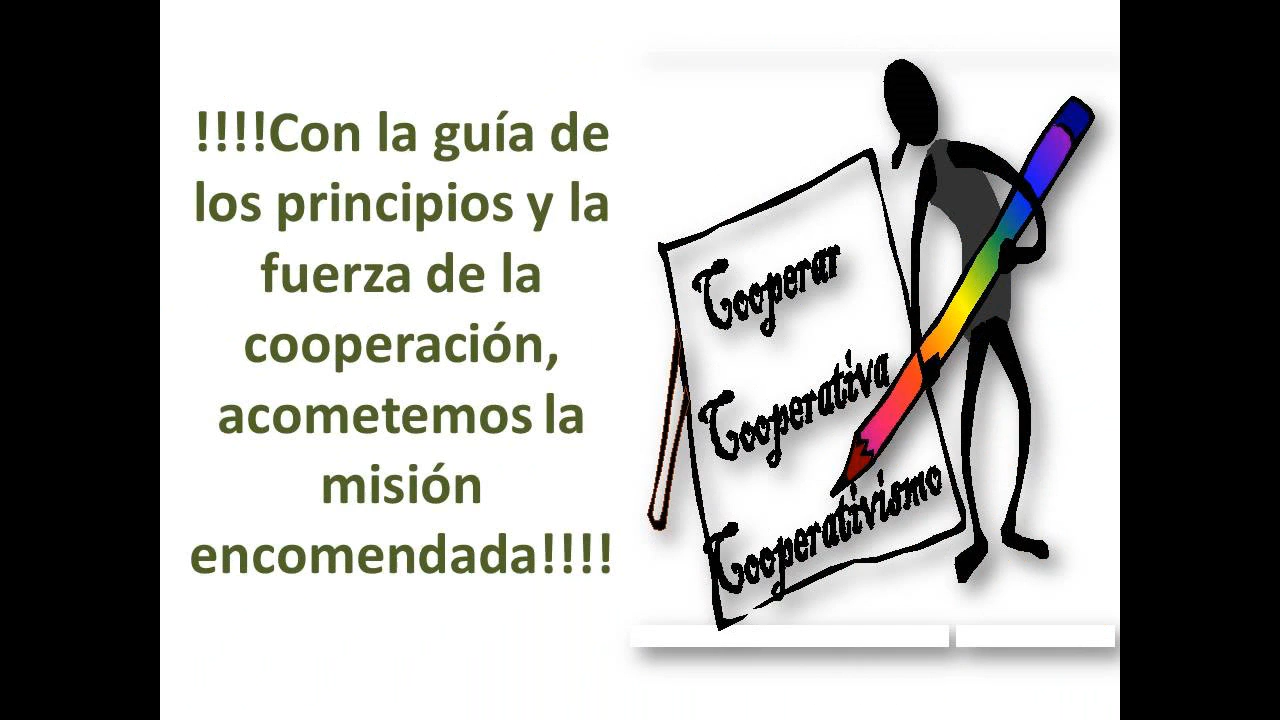 !!!!Con la guía de
los principios y la
fuerza de la
cooperación,
acometemos la
misión
encomendada!!!!
Cooperar
Cooperativa
Cooperativismo